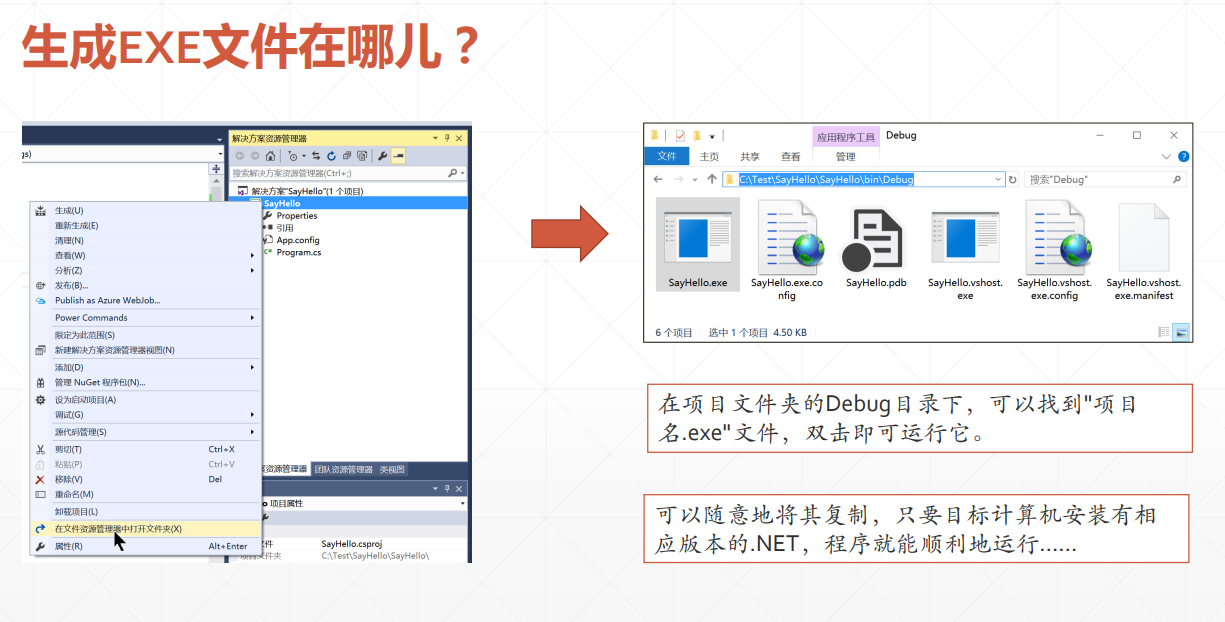 生成EXE文件在哪儿？
gs)
解决方案资源管理器
搜索解决方案资源管理器(Ctrl+;)
解决方案"SayHello"(1 个项目)
SayHello
Properties
引用
App.config
Program.cs
生成(U)
重新生成(E)
清理(N)
查看(W)
分析(Z)
发布(B)...
Publish as Azure WebJob...
Power Commands
限定为此范围(S)
新建解决方案资源管理器视图(N)
添加(D)
管理 NuGet 程序包(N)...
设为启动项目(A)
调试(G)
源代码管理(S)
剪切(T) Ctrl+X
粘贴(P) Ctrl+V
移除(V) Del
重命名(M)
卸载项目(L)
在文件资源管理器中打开文件夹(X)
属性(R) Alt+Enter
案资源管理器 团队资源管理器 类视图
项目属性
文件 SayHello.csproj
项目文件夹 C:\Test\SayHello\SayHello\
应用程序工具 Debug
文件 主页 共享 查看 管理
C:\Test\SayHello\SayHello\bin\Debug 搜索"Debug"
SayHello.exe
SayHello.exe.co
nfig
SayHello.pdb
SayHello.vshost.
exe
SayHello.vshost.
exe.config
SayHello.vshost.
exe.manifest
6 个项目 选中 1 个项目 4.50 KB
在项目文件夹的Debug目录下，可以找到"项目
名.exe"文件，双击即可运行它。
可以随意地将其复制，只要目标计算机安装有相
应版本的.NET，程序就能顺利地运行......